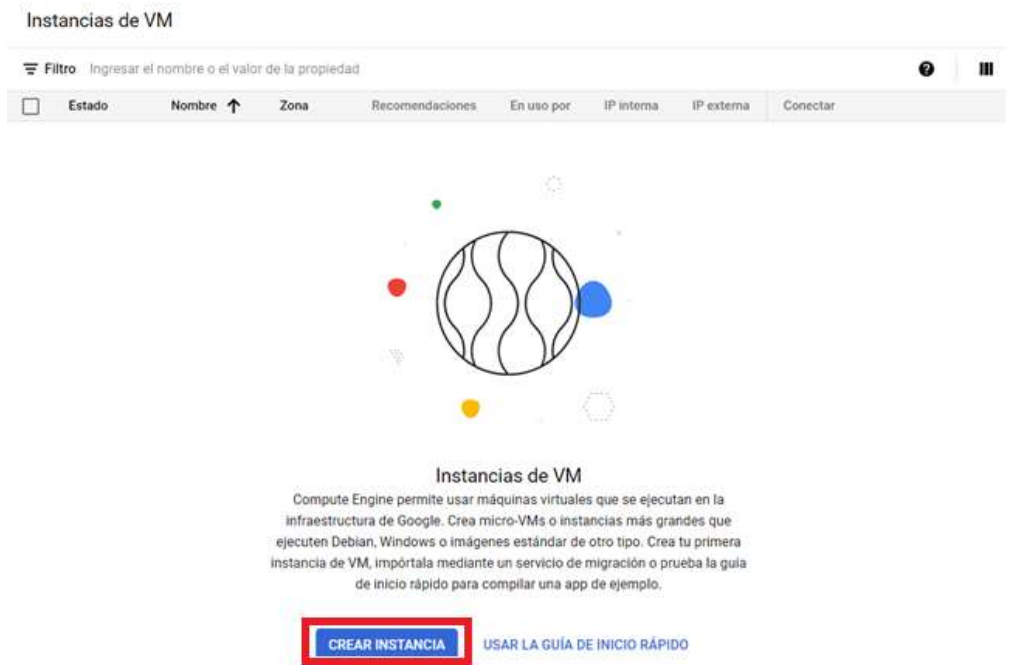 Instancias de VM
Filtro Ingresar el nombre o el valor de la propiedad
Estado Nombre Zona Recomendaciones En uso por IP interna IP externa Conectar
Instancias de VM
Compute Engine permite usar máquinas virtuales que se ejecutan en la
infraestructura de Google. Crea micro-VMs o instancias más grandes que
ejecuten Debian, Windows o imágenes estándar de otro tipo. Crea tu primera
instancia de VM, impórtala mediante un servicio de migración o prueba la guía
de inicio rápido para compilar una app de ejemplo.
CREAR INSTANCIA USAR LA GUÍA DE INICIO RÁPIDO